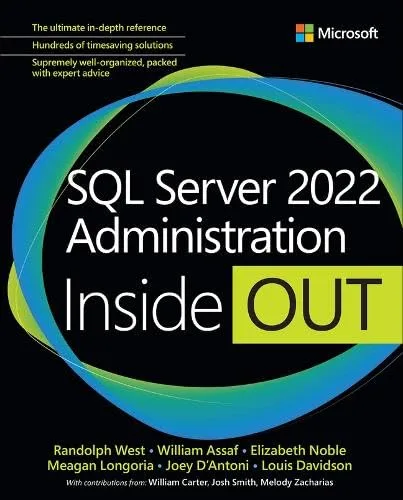 The ultimate in-depth reference
Hundreds of timesaving solutions
Supremely well-organized, packed
with expert advice
Microsoft
SQL Server 2022
Administration
Inside OUT
Randolph West • William Assaf • Elizabeth Noble
Meagan Longoria • Joey D'Antoni • Louis Davidson
With contributions from: William Carter, Josh Smith, Melody Zacharias